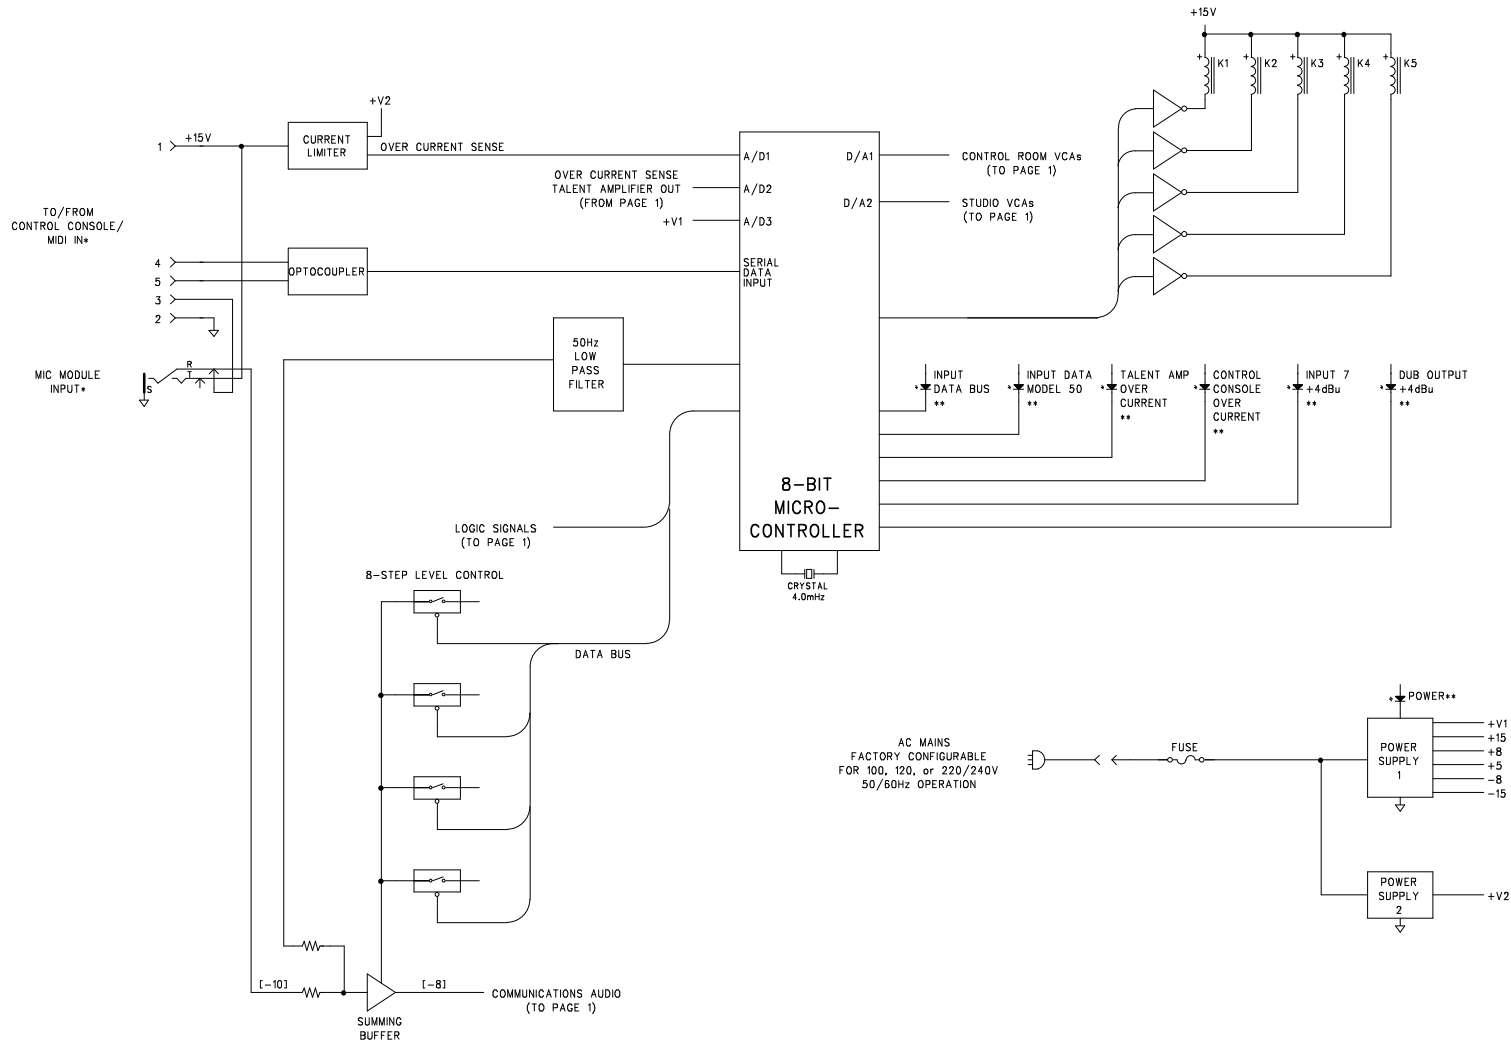 +15V
K1
K2
K3
K4
K5
+V2
1
+15V
CURRENT
LIMITER
OVER CURRENT SENSE
A/D1
D/A1
CONTROL ROOM VCAs
(TO PAGE 1)
OVER CURRENT SENSE
TALENT AMPLIFIER OUT
(FROM PAGE 1)
A/D2
D/A2
STUDIO VCAs
(TO PAGE 1)
+V1
A/D3
TO/FROM
CONTROL CONSOLE/
MIDI IN*
4
5
3
2
OPTOCOUPLER
SERIAL
DATA
INPUT
50Hz
LOW
PASS
FILTER
MIC MODULE
INPUT*
R
T
S
INPUT
DATA BUS
**
INPUT DATA
MODEL 50
**
TALENT AMP
OVER
CURRENT
**
CONTROL
CONSOLE
OVER
CURRENT
**
INPUT 7
+4dBu
**
DUB OUTPUT
+4dBu
**
8-BIT
MICRO-
CONTROLLER
LOGIC SIGNALS
(TO PAGE 1)
CRYSTAL
4.0mHz
8-STEP LEVEL CONTROL
DATA BUS
POWER**
AC MAINS
FACTORY CONFIGURABLE
FOR 100, 120, or 220/240V
50/60Hz OPERATION
FUSE
POWER
SUPPLY
1
+V1
+15
+8
+5
-8
-15
POWER
SUPPLY
2
+V2
[-10]
[-8]
COMMUNICATIONS AUDIO
(TO PAGE 1)
SUMMING
BUFFER